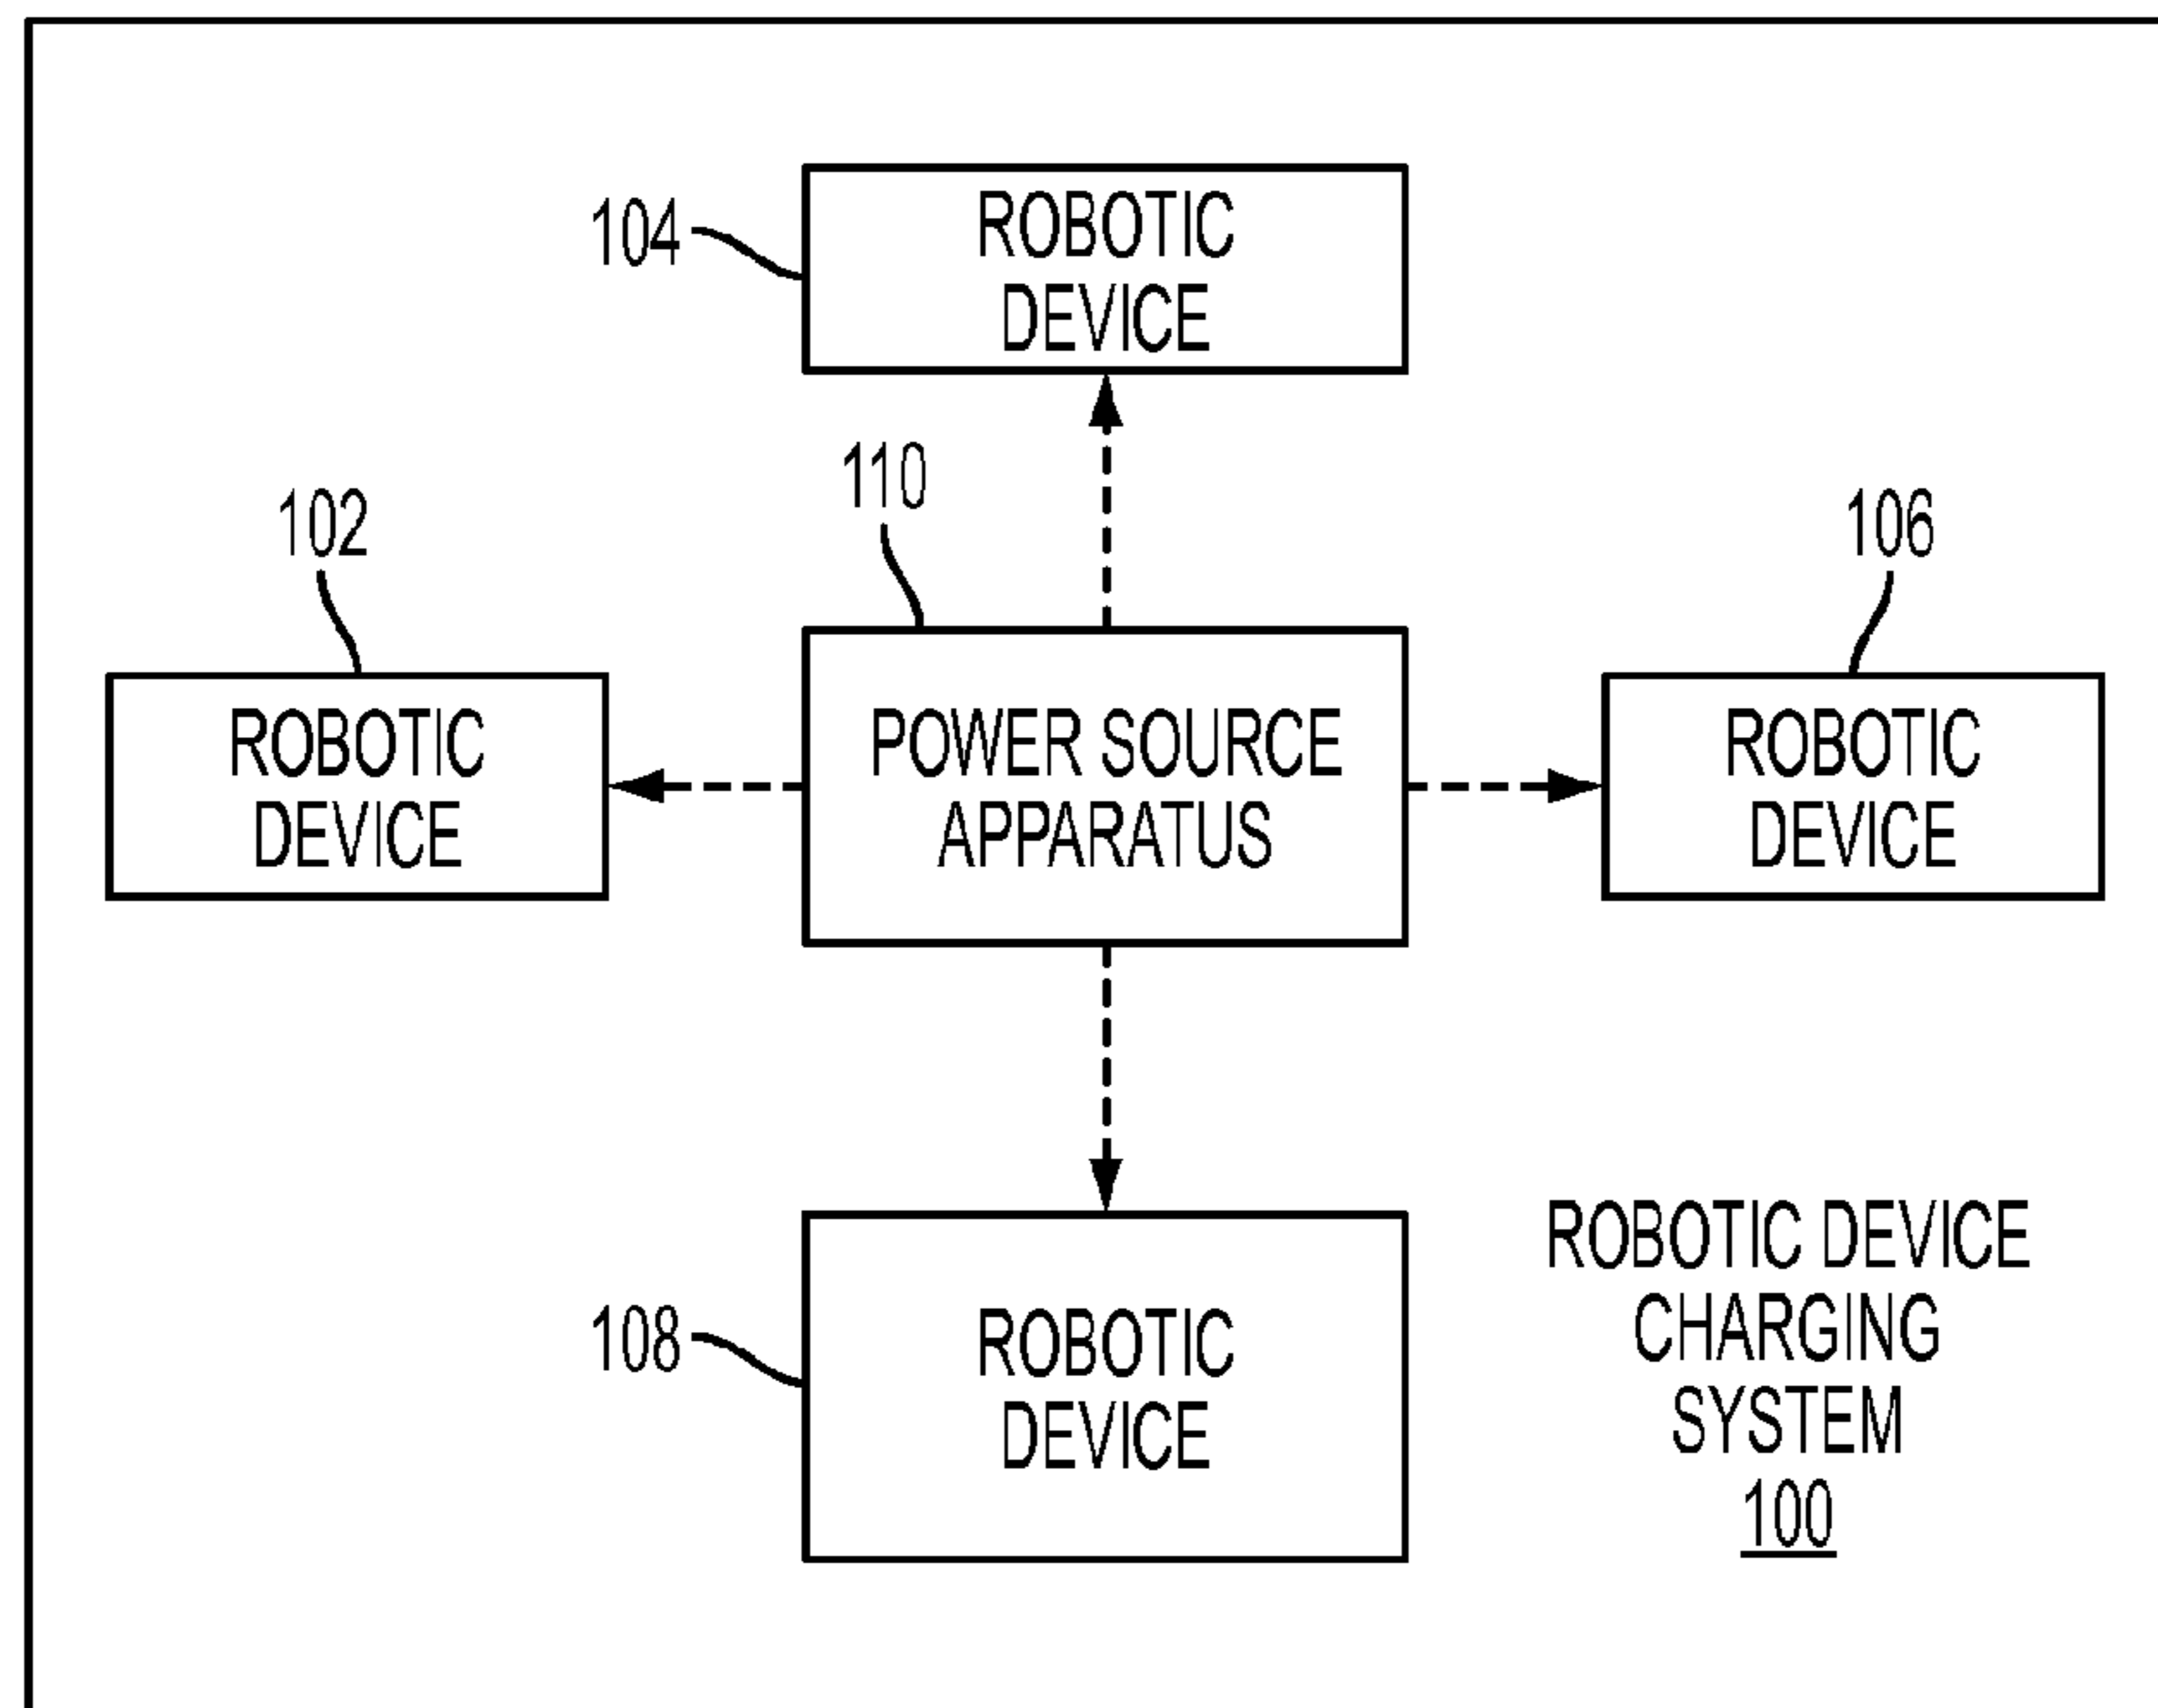 104
ROBOTIC
DEVICE
110
102
106
ROBOTIC
DEVICE
POWER SOURCE
APPARATUS
ROBOTIC
DEVICE
108
ROBOTIC
DEVICE
ROBOTIC DEVICE
CHARGING
SYSTEM
100